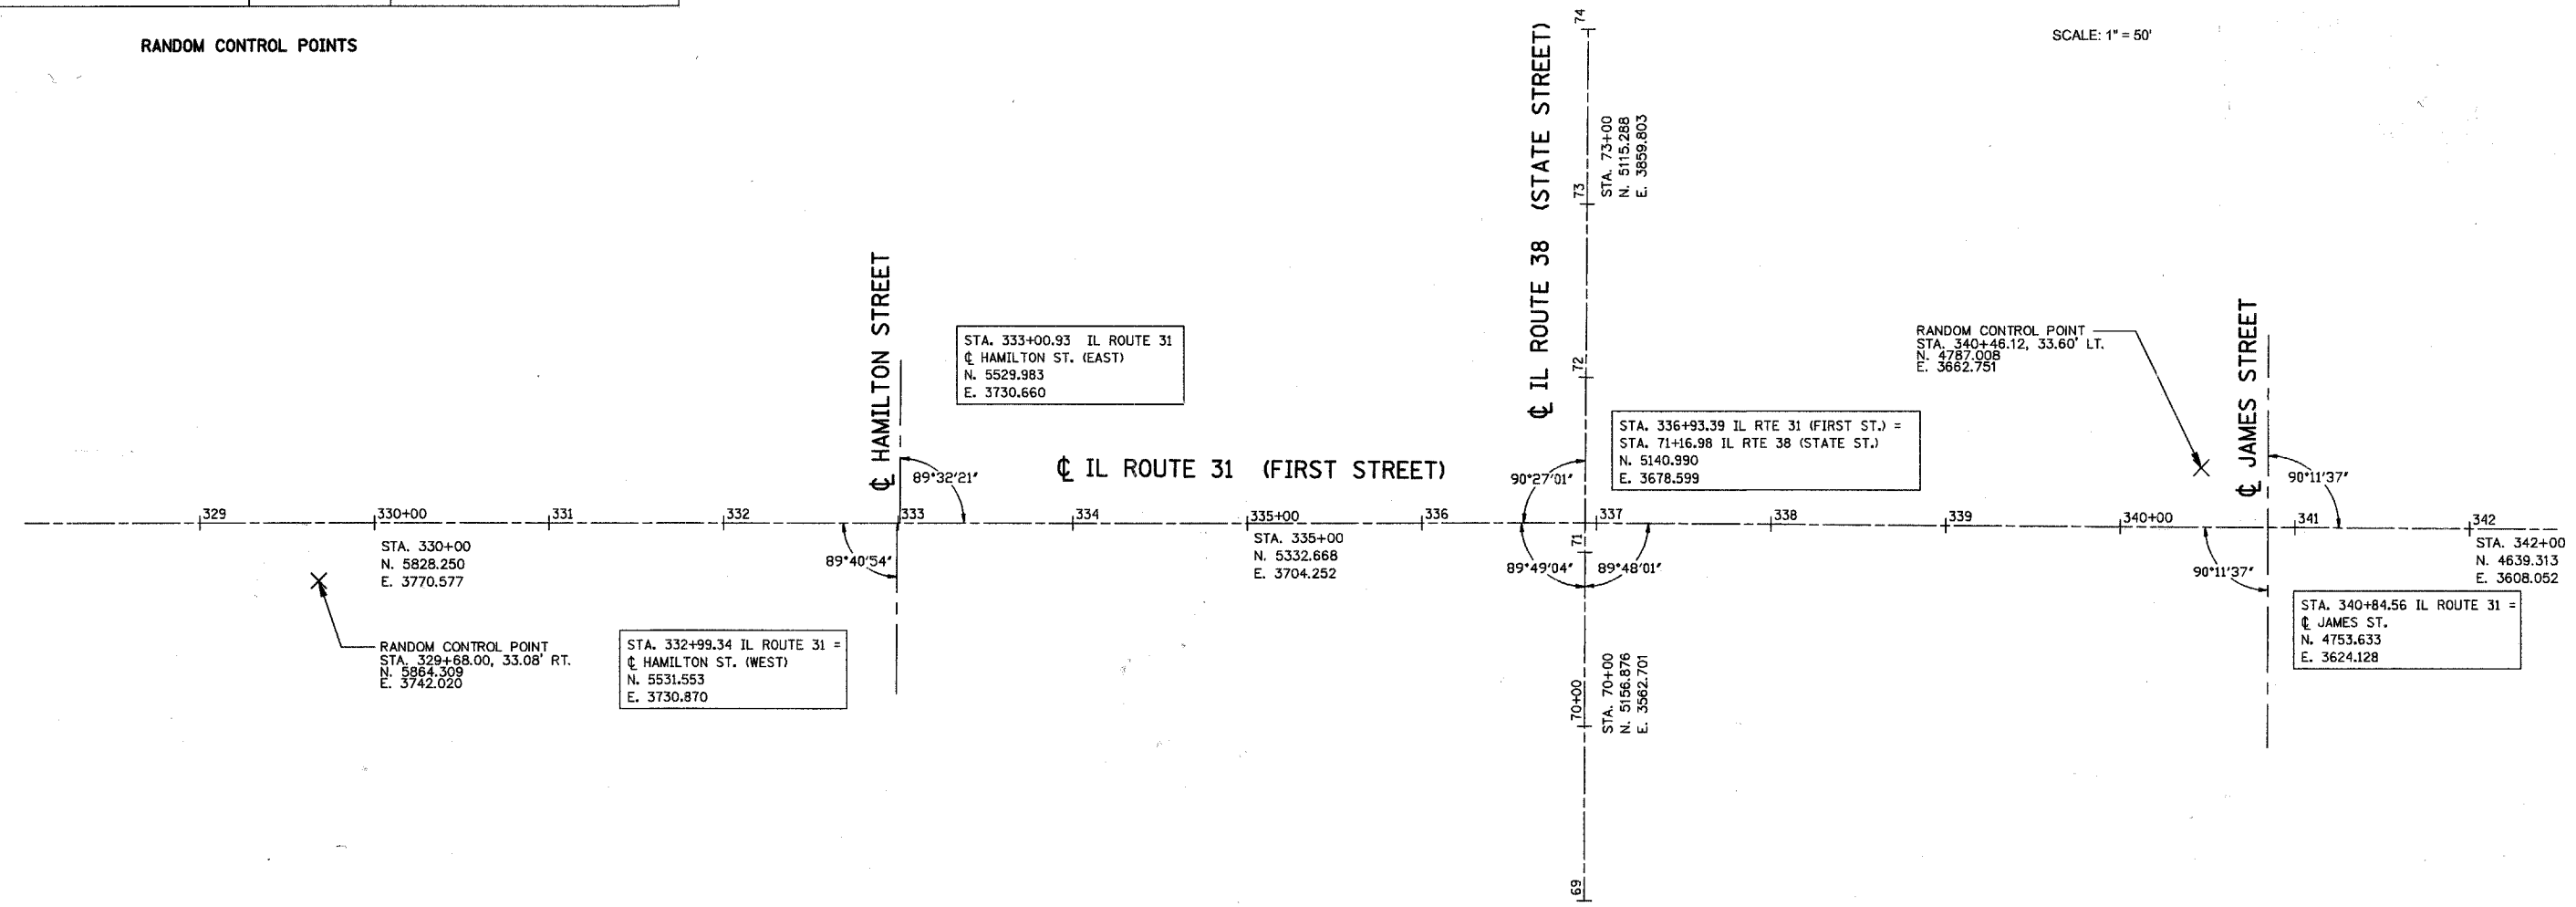 RANDOM CONTROL POINTS
SCALE: 1" = 50'
74
℄ IL ROUTE 38 (STATE STREET)
STA. 73+00
N. 5115.288
E. 3859.803
73
72
℄ HAMILTON STREET
STA. 333+00.93 IL ROUTE 31
℄ HAMILTON ST. (EAST)
N. 5529.983
E. 3730.660
89°32'21"
℄ IL ROUTE 31 (FIRST STREET)
90°27'01"
STA. 336+93.39 IL RTE 31 (FIRST ST.) =
STA. 71+16.98 IL RTE 38 (STATE ST.)
N. 5140.990
E. 3678.599
RANDOM CONTROL POINT
STA. 340+46.12, 33.60' LT.
N. 4787.008
E. 3662.751
℄ JAMES STREET
90°11'37"
329
330+00
331
332
333
334
335+00
336
337
338
339
340+00
341
342
STA. 330+00
N. 5828.250
E. 3770.577
89°40'54"
STA. 335+00
N. 5332.668
E. 3704.252
71
89°49'04"
89°48'01"
90°11'37"
STA. 342+00
N. 4639.313
E. 3608.052
RANDOM CONTROL POINT
STA. 329+68.00, 33.08' RT.
N. 5864.309
E. 3742.020
STA. 332+99.34 IL ROUTE 31 =
℄ HAMILTON ST. (WEST)
N. 5531.553
E. 3730.870
70+00
STA. 70+00
N. 5156.876
E. 3562.701
STA. 340+84.56 IL ROUTE 31 =
℄ JAMES ST.
N. 4753.633
E. 3624.128
69